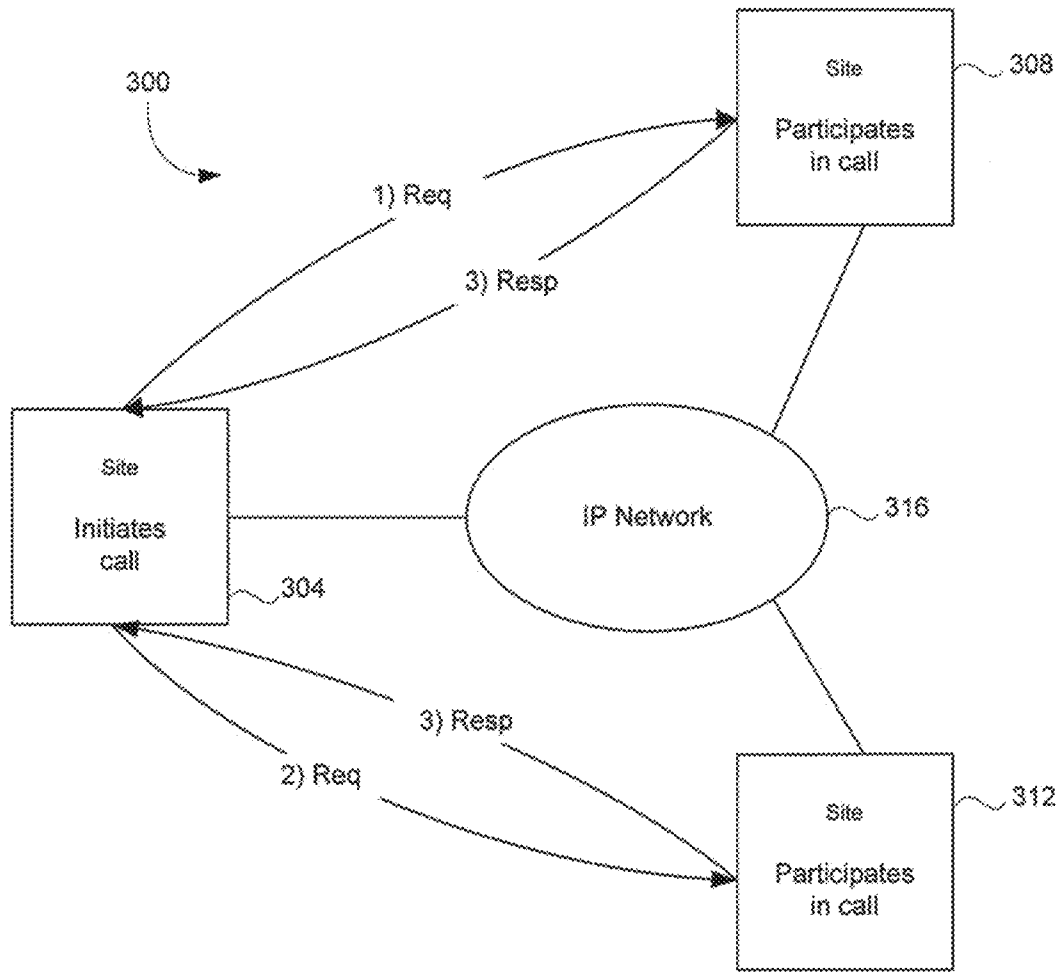 300
Site
Participates
in call
308
1) Req
3) Resp
Site
Initiates
call
304
IP Network
316
3) Resp
2) Req
Site
Participates
in call
312